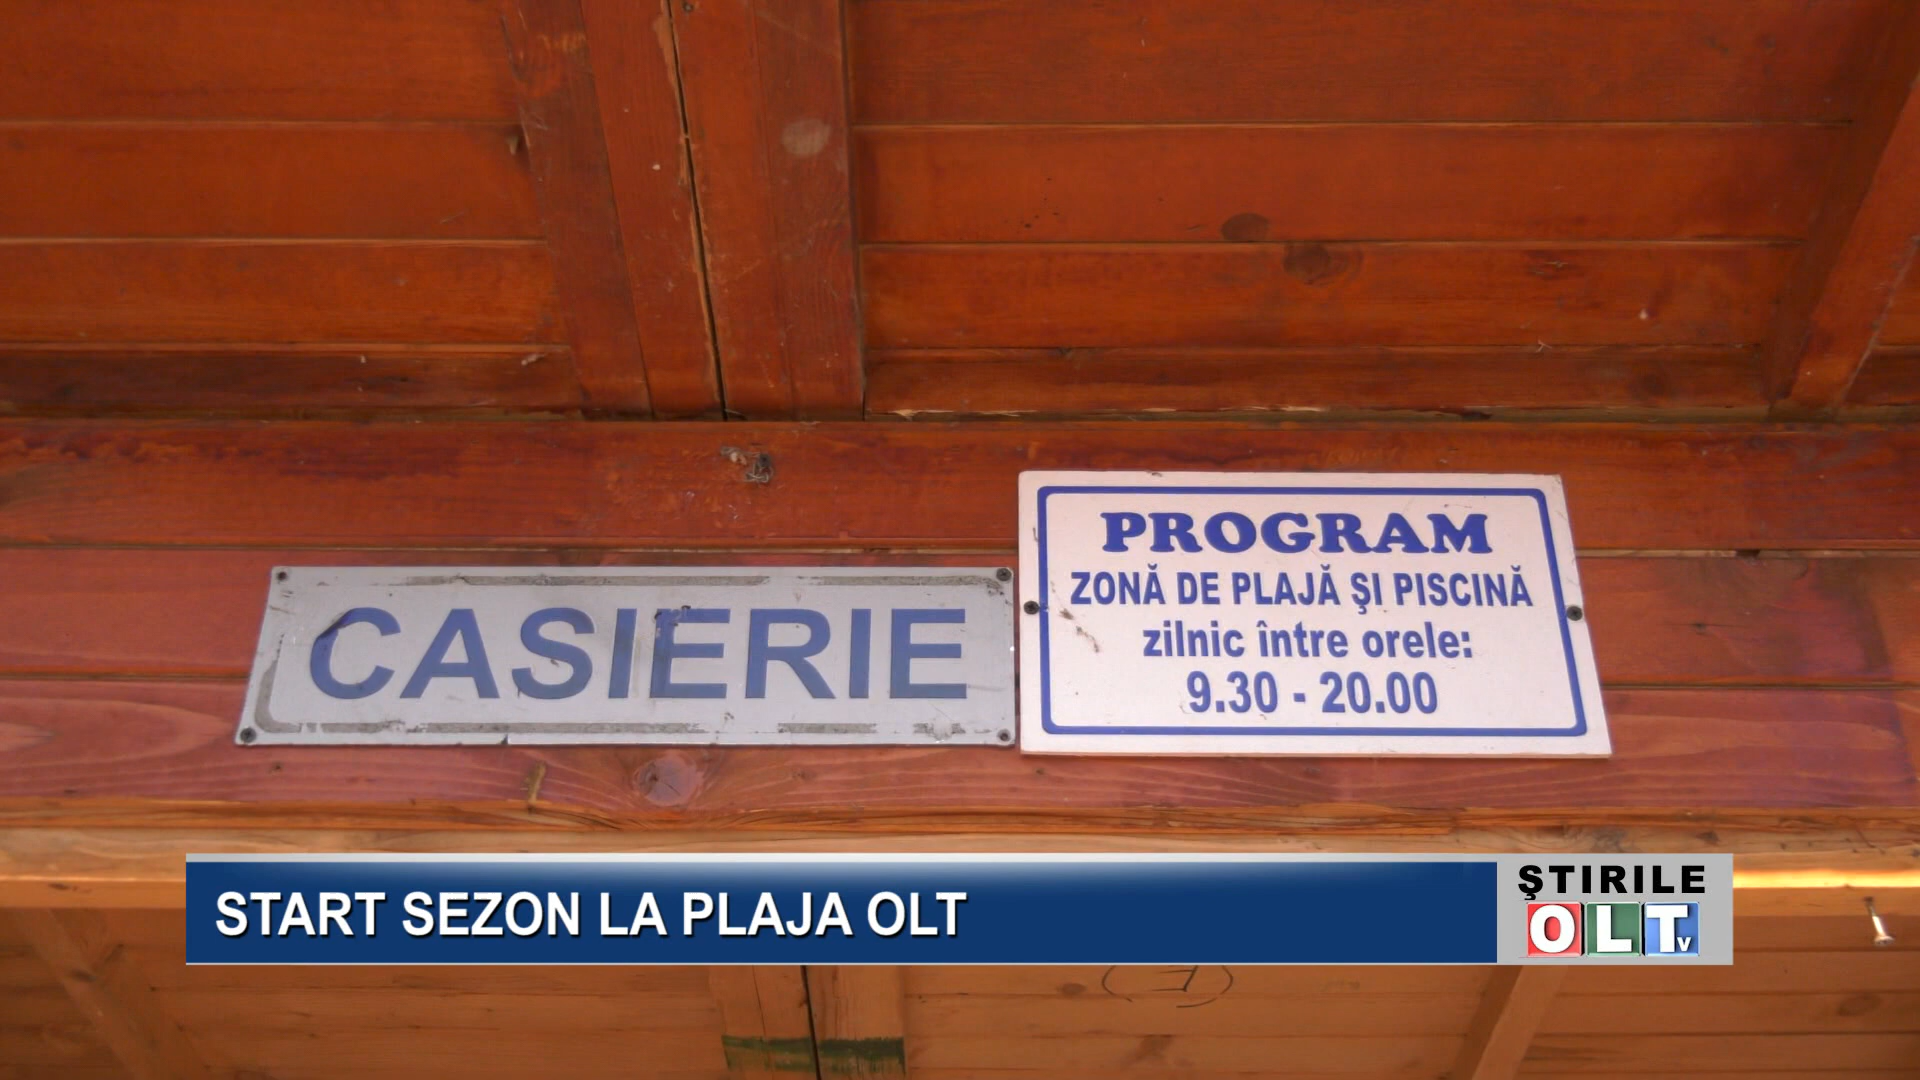 CASIERIE
PROGRAM
ZONĂ DE PLAJĂ ŞI PISCINĂ
zilnic între orele:
9.30 - 20.00
START SEZON LA PLAJA OLT
ŞTIRILE
OLTv